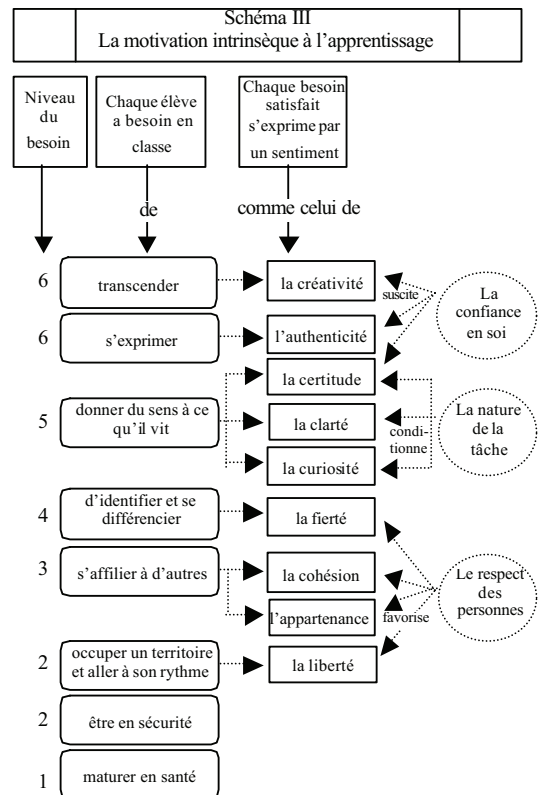 Schéma III
La motivation intrinsèque à l’apprentissage
Niveau
du
besoin
Chaque élève
a besoin en
classe
Chaque besoin
satisfait
s’exprime par
un sentiment
de
comme celui de
6
transcender
la créativité
suscite
La
confiance
en soi
6
s’exprimer
l’authenticité
la certitude
5
donner du sens à ce
qu’il vit
la clarté
condi-
tionne
La nature
de la
tâche
la curiosité
4
d’identifier et se
différencier
la fierté
3
s’affilier à d’autres
la cohésion
l’appartenance
favorise
Le respect
des
personnes
2
occuper un territoire
et aller à son rythme
la liberté
2
être en sécurité
1
maturer en santé